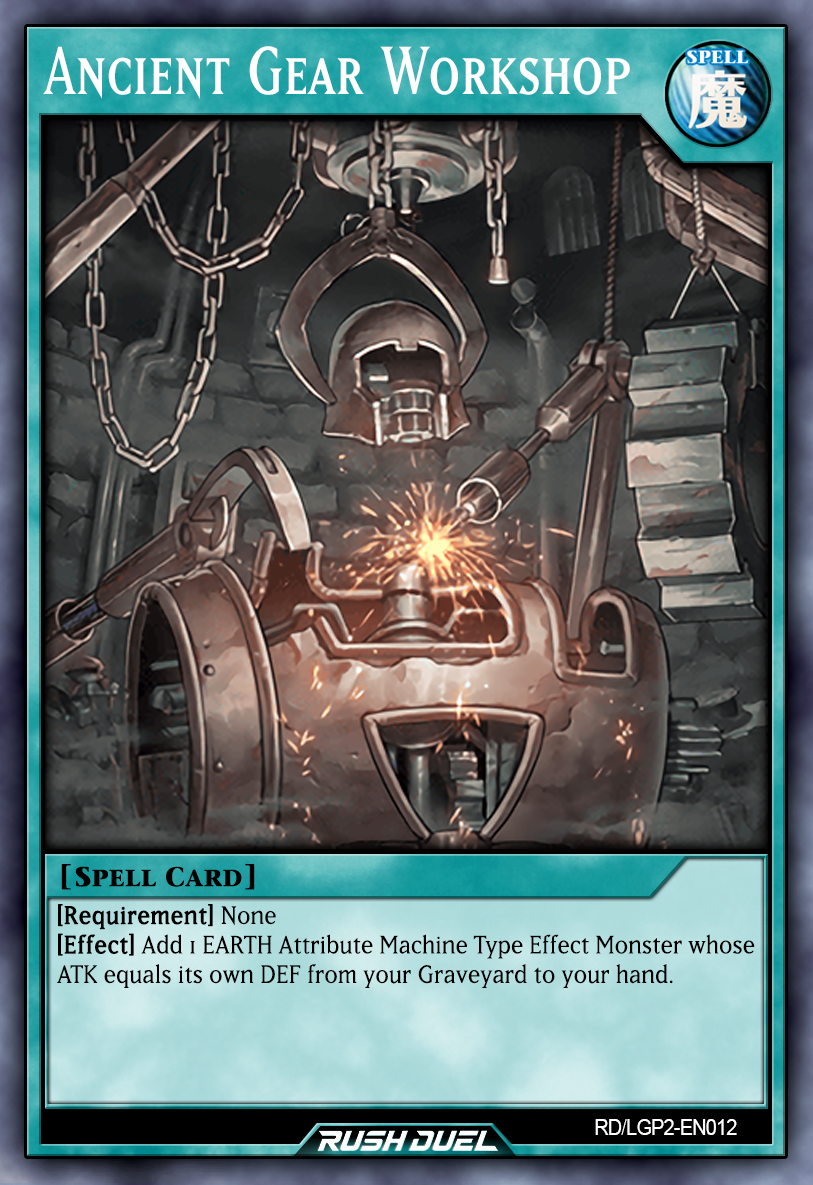 Ancient Gear Workshop
SPELL
魔
[Spell Card]
[Requirement] None
[Effect] Add 1 EARTH Attribute Machine Type Effect Monster whose
ATK equals its own DEF from your Graveyard to your hand.
RD/LGP2-EN012
RUSH DUEL